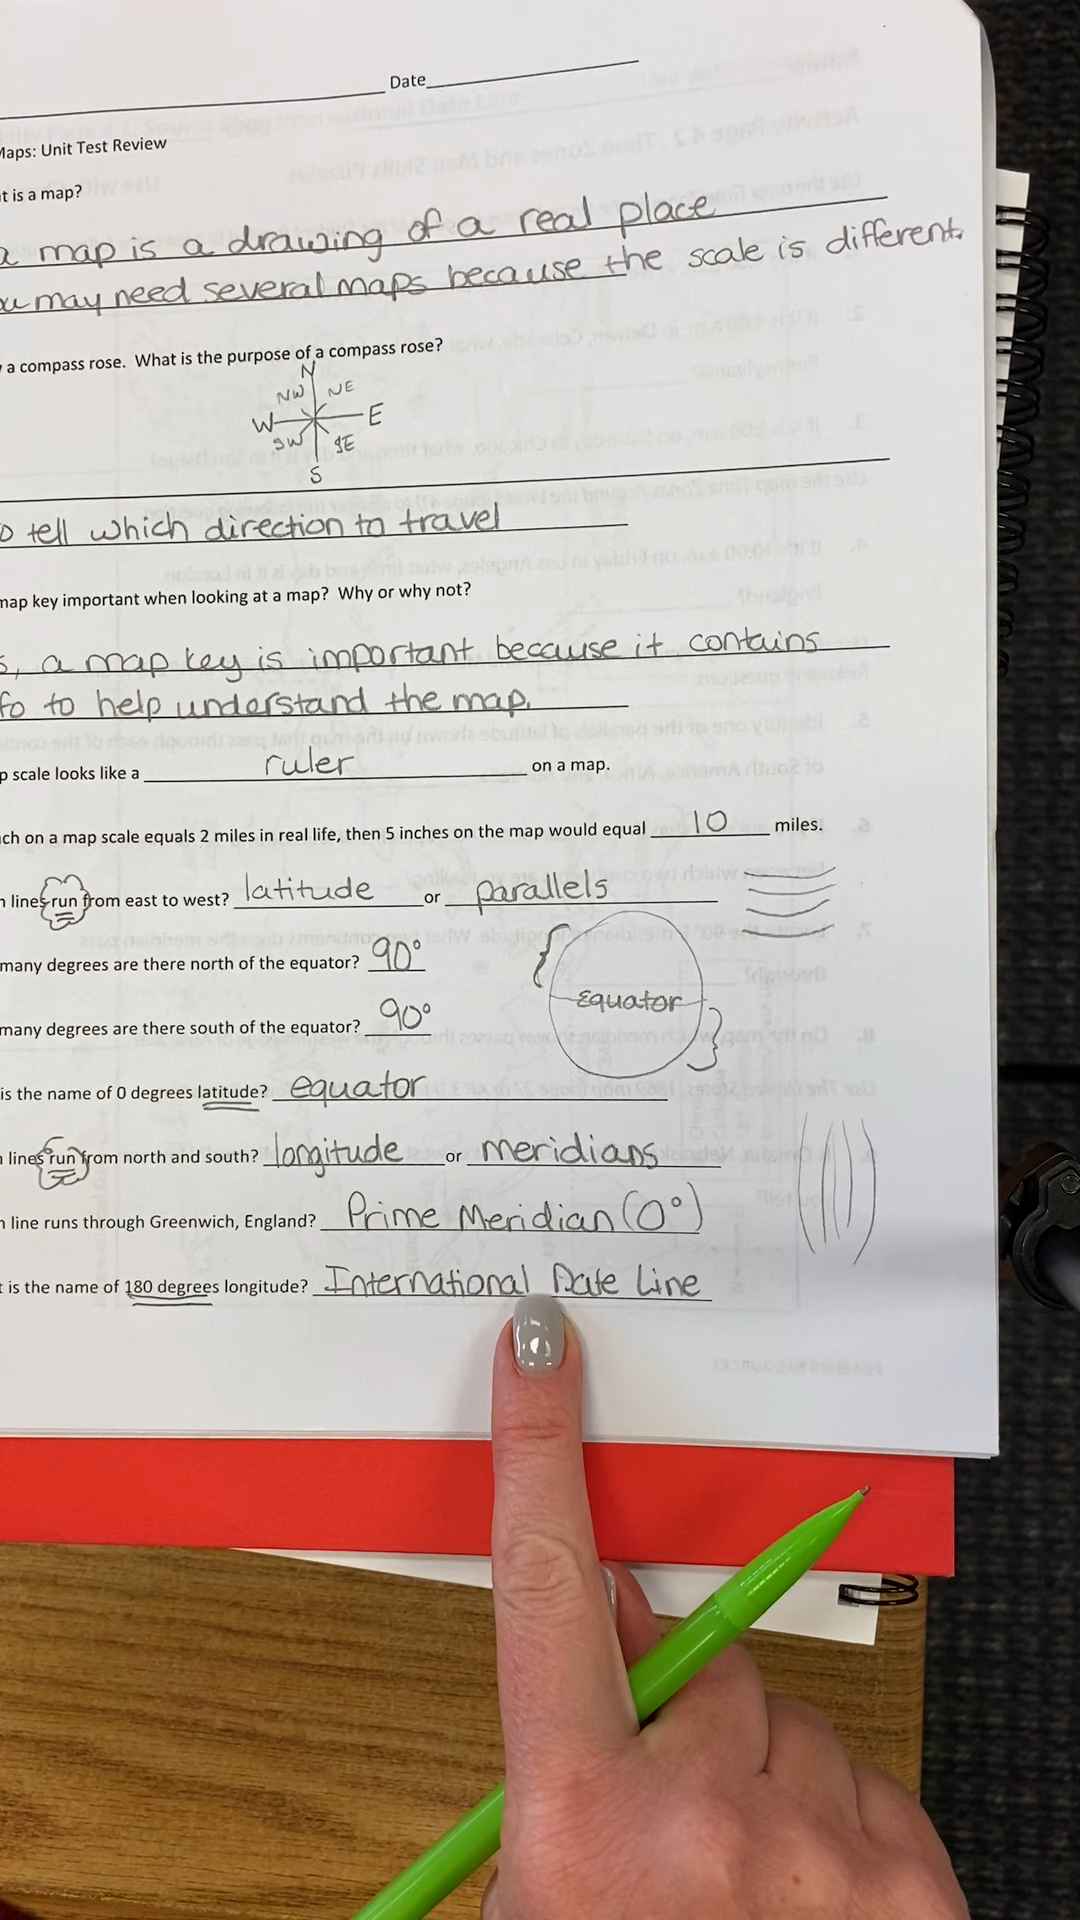 Date
Maps: Unit Test Review
t is a map?
a map is a drawing of a real place
ou may need several maps because the scale is different.
a compass rose. What is the purpose of a compass rose?
N
NW NE
W E
SW SE
S
o tell which direction to travel
map key important when looking at a map? Why or why not?
s, a map key is important because it contains
fo to help understand the map.
p scale looks like a ruler on a map.
ch on a map scale equals 2 miles in real life, then 5 inches on the map would equal 10 miles.
h lines run from east to west? latitude or parallels
many degrees are there north of the equator? 90°
Equator
many degrees are there south of the equator? 90°
is the name of 0 degrees latitude? equator
h lines run from north and south? longitude or meridians
h line runs through Greenwich, England? Prime Meridian (0°)
t is the name of 180 degrees longitude? International Date Line